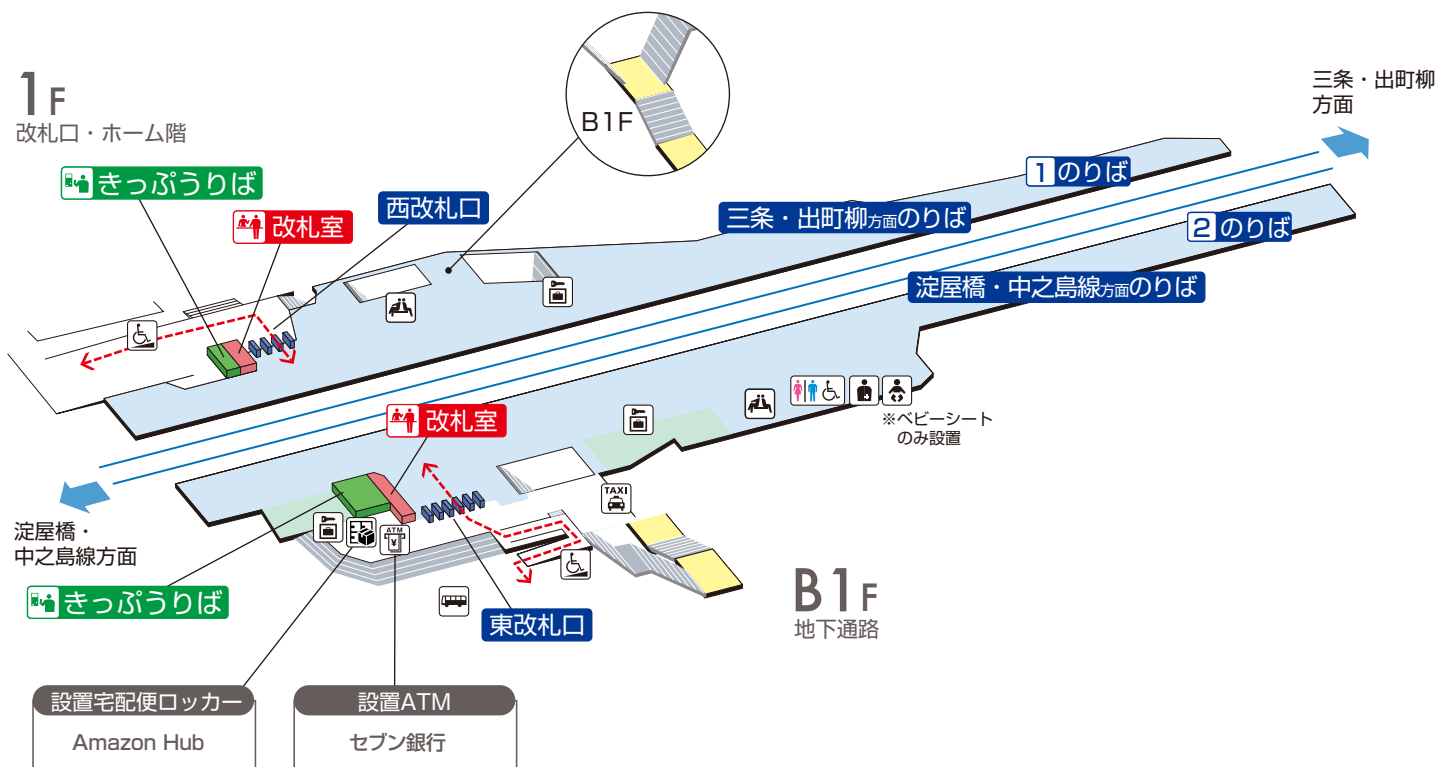 1F
改札口・ホーム階
きっぷうりば
改札室
西改札口
B1F
三条・出町柳
方面
1のりば
三条・出町柳方面のりば
2のりば
淀屋橋・中之島線方面のりば
※ベビーシート
のみ設置
改札室
TAXI
ATM
¥
淀屋橋・
中之島線方面
きっぷうりば
東改札口
B1F
地下通路
設置宅配便ロッカー
Amazon Hub
設置ATM
セブン銀行